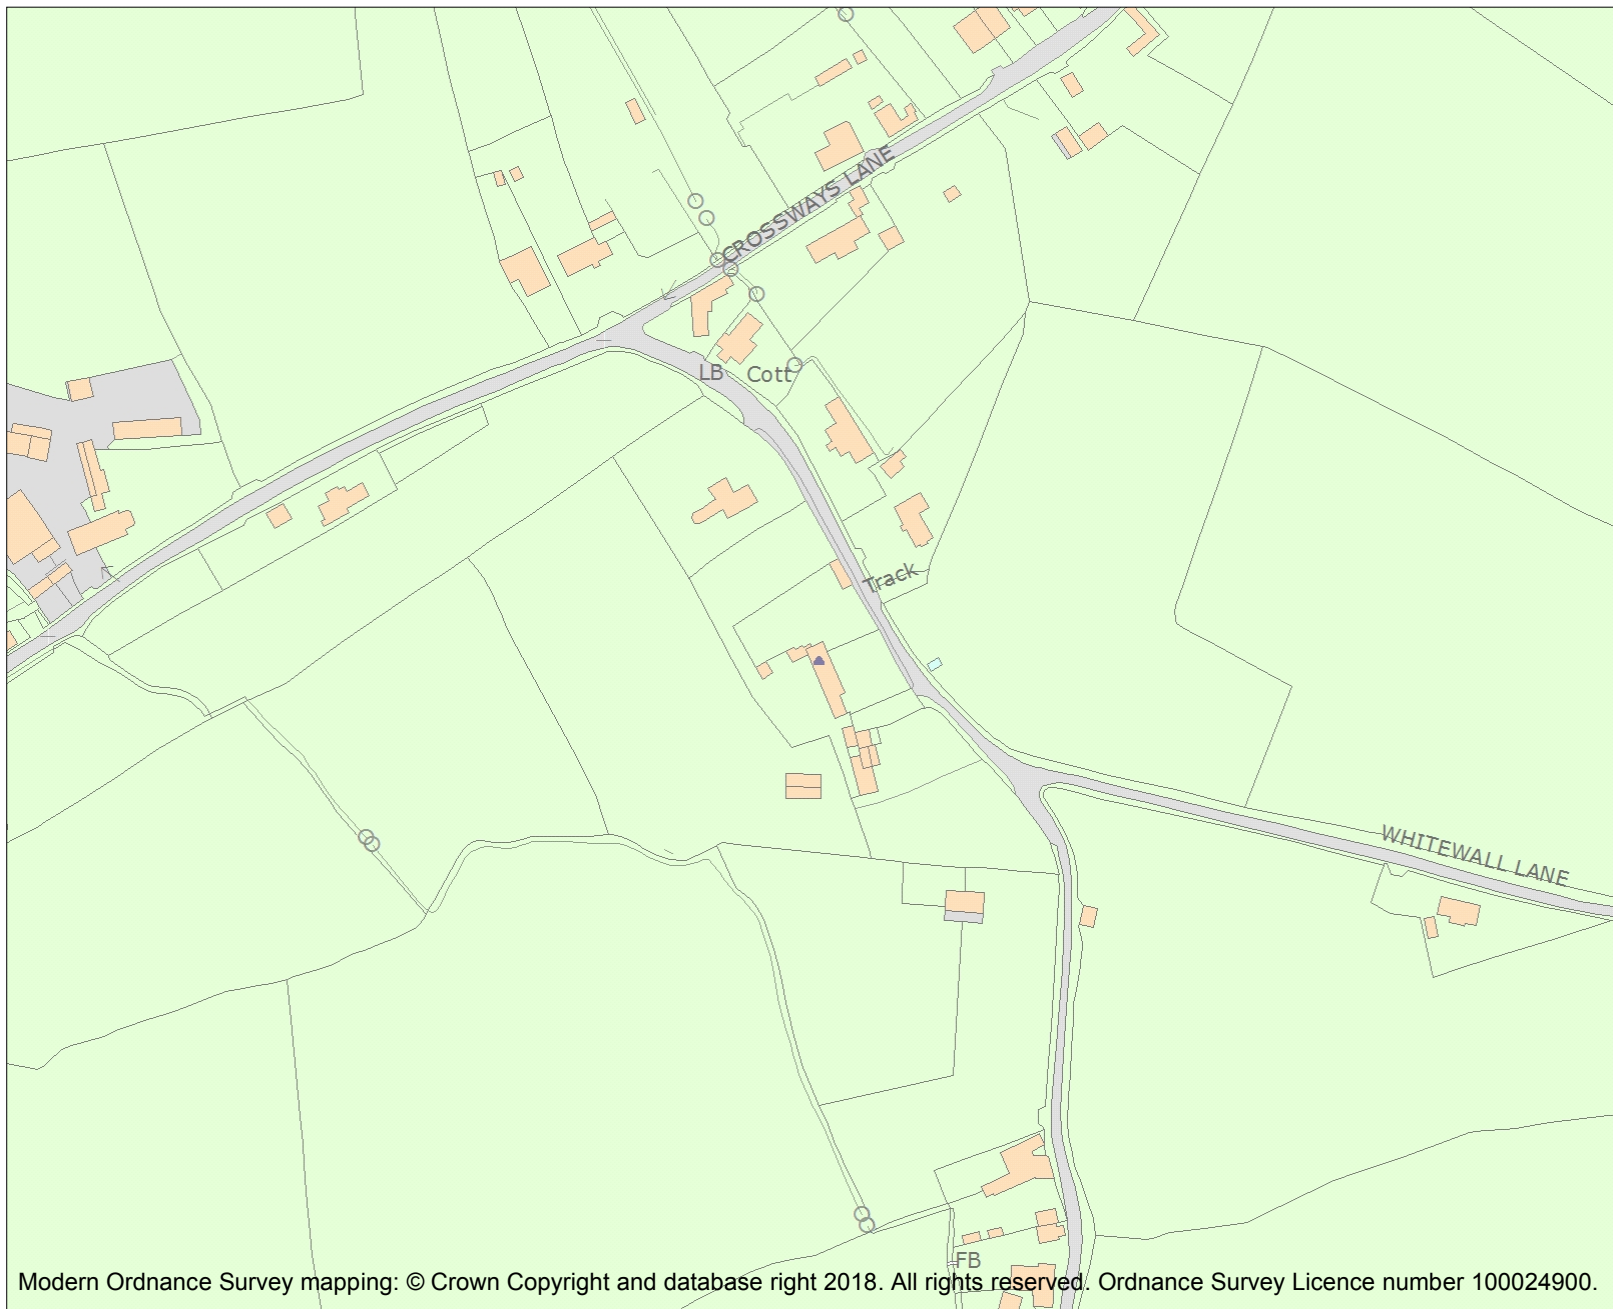 CROSSWAYS LANE
LB
Cott
Track
WHITEWALL LANE
FB
Modern Ordnance Survey mapping: © Crown Copyright and database right 2018. All rights reserved. Ordnance Survey Licence number 100024900.